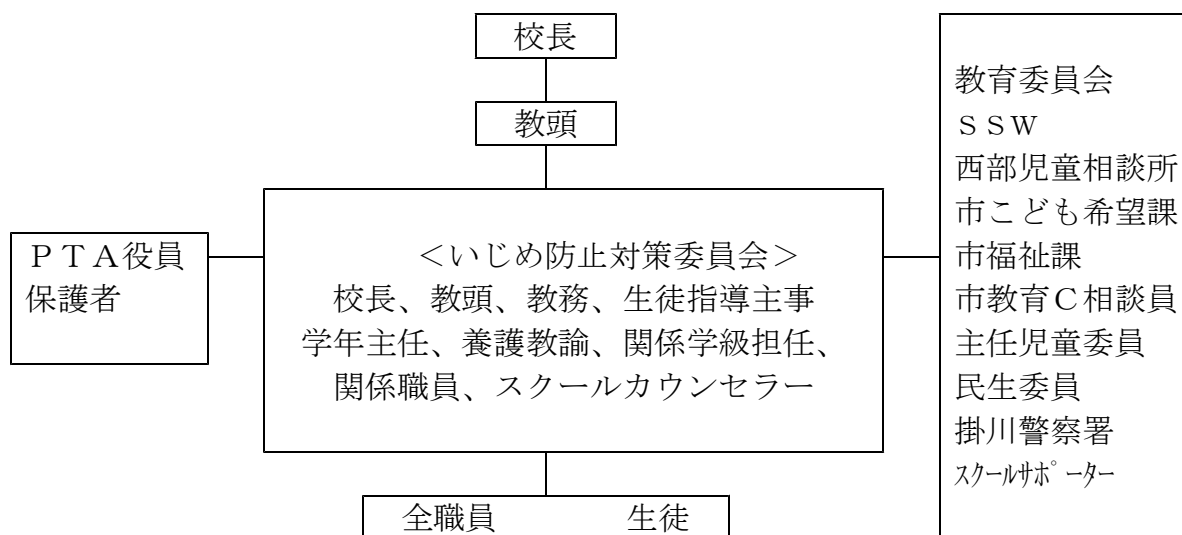 校長
教頭
ＰＴＡ役員
保護者
＜いじめ防止対策委員会＞
校長、教頭、教務、生徒指導主事
学年主任、養護教諭、関係学級担任、
関係職員、スクールカウンセラー
教育委員会
ＳＳＷ
西部児童相談所
市こども希望課
市福祉課
市教育Ｃ相談員
主任児童委員
民生委員
掛川警察署
ｽｸｰﾙｻﾎﾟｰﾀｰ
全職員　　　生徒